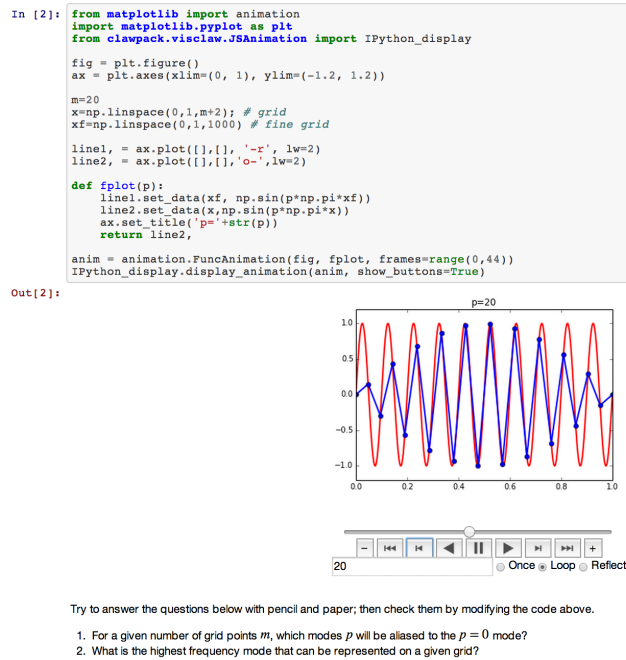 In [2]: from matplotlib import animation
import matplotlib.pyplot as plt
from clawpack.visclaw.JSAnimation import IPython_display
fig = plt.figure()
ax = plt.axes(xlim=(0, 1), ylim=(-1.2, 1.2))
m=20
x=np.linspace(0,1,m+2); # grid
xf=np.linspace(0,1,1000) # fine grid
line1, = ax.plot([],[], '-r', lw=2)
line2, = ax.plot([],[],'o-',lw=2)
def fplot(p):
line1.set_data(xf, np.sin(p*np.pi*xf))
line2.set_data(x,np.sin(p*np.pi*x))
ax.set_title('p='+str(p))
return line2,
anim = animation.FuncAnimation(fig, fplot, frames=range(0,44))
IPython_display.display_animation(anim, show_buttons=True)
Out[2]:
p=20
1.0
0.5
0.0
−0.5
−1.0
0.0 0.2 0.4 0.6 0.8 1.0
20
Once Loop Reflect
Try to answer the questions below with pencil and paper; then check them by modifying the code above.
1. For a given number of grid points m, which modes p will be aliased to the p = 0 mode?
2. What is the highest frequency mode that can be represented on a given grid?